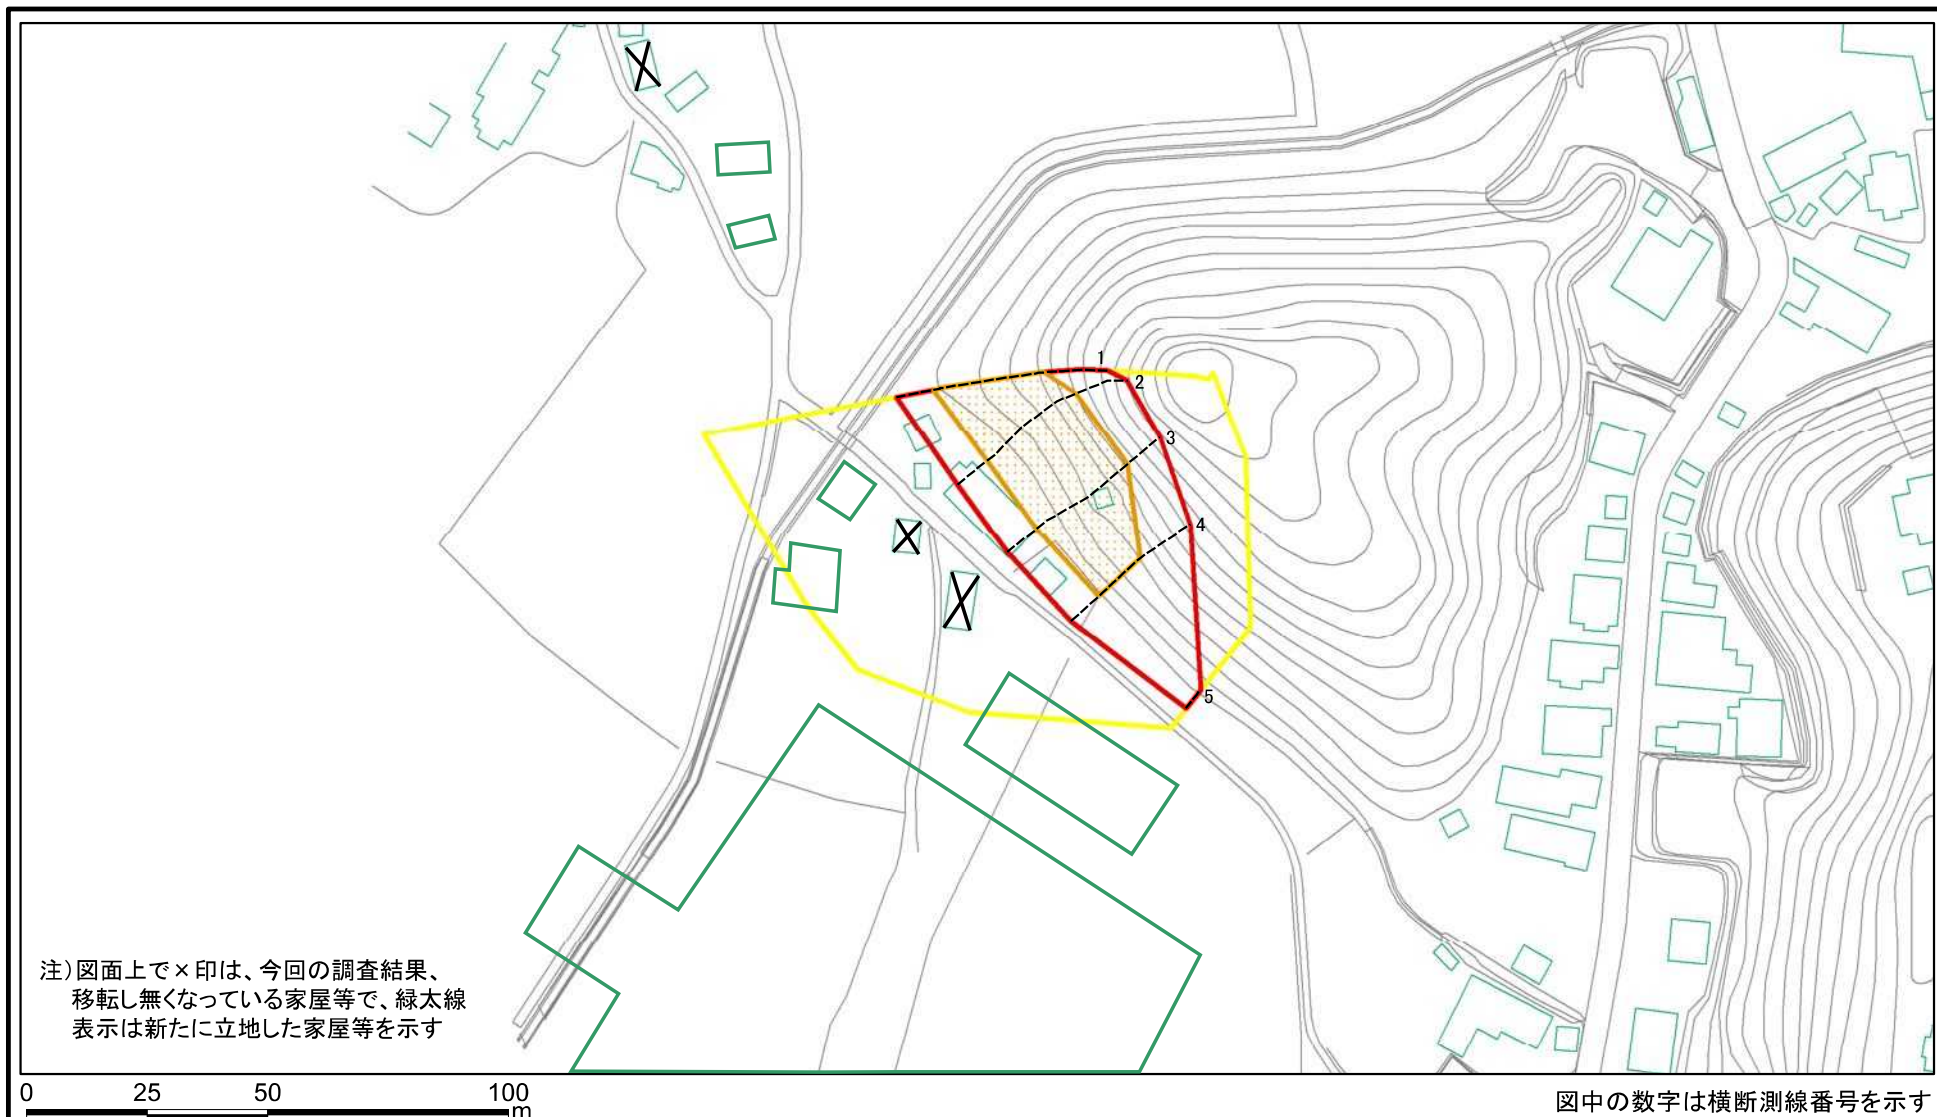 1
2
3
4
5
注)図面上で×印は、今回の調査結果、
移転し無くなっている家屋等で、緑太線
表示は新たに立地した家屋等を示す
0 25 50 100
m
図中の数字は横断測線番号を示す